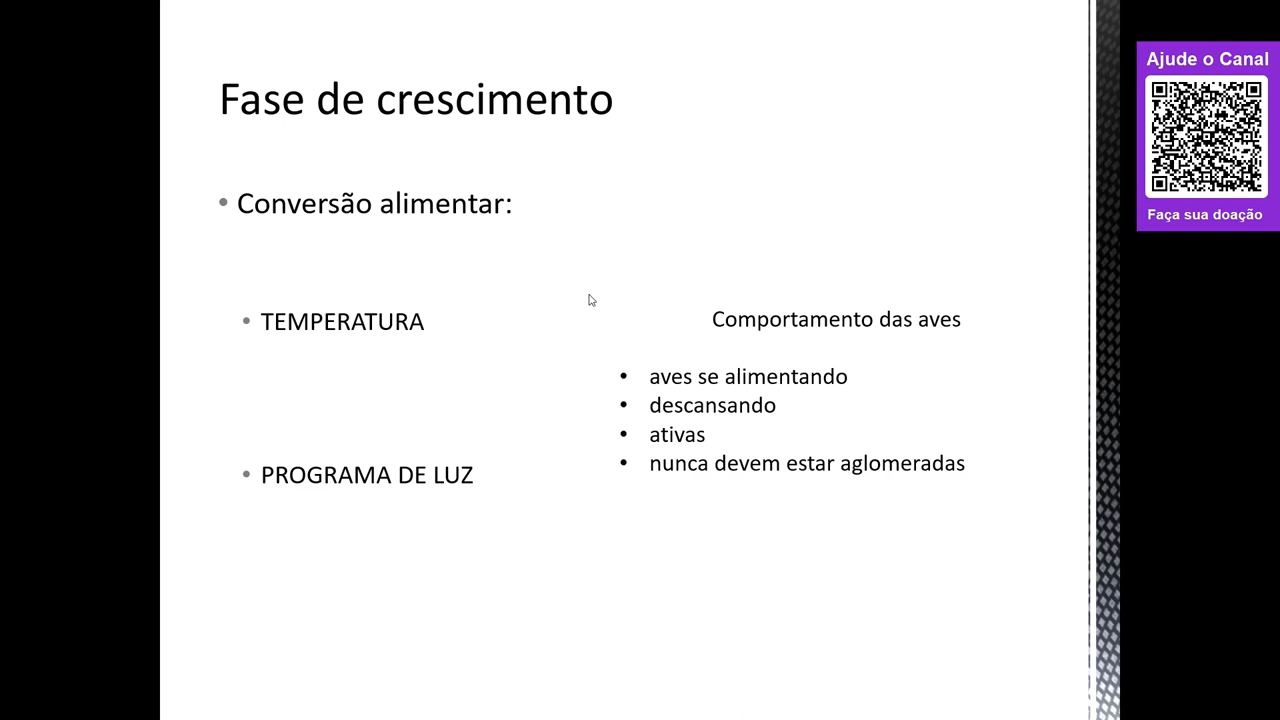 Fase de crescimento
Conversão alimentar:
TEMPERATURA
PROGRAMA DE LUZ
Comportamento das aves
aves se alimentando
descansando
ativas
nunca devem estar aglomeradas
Ajude o Canal
Faça sua doação